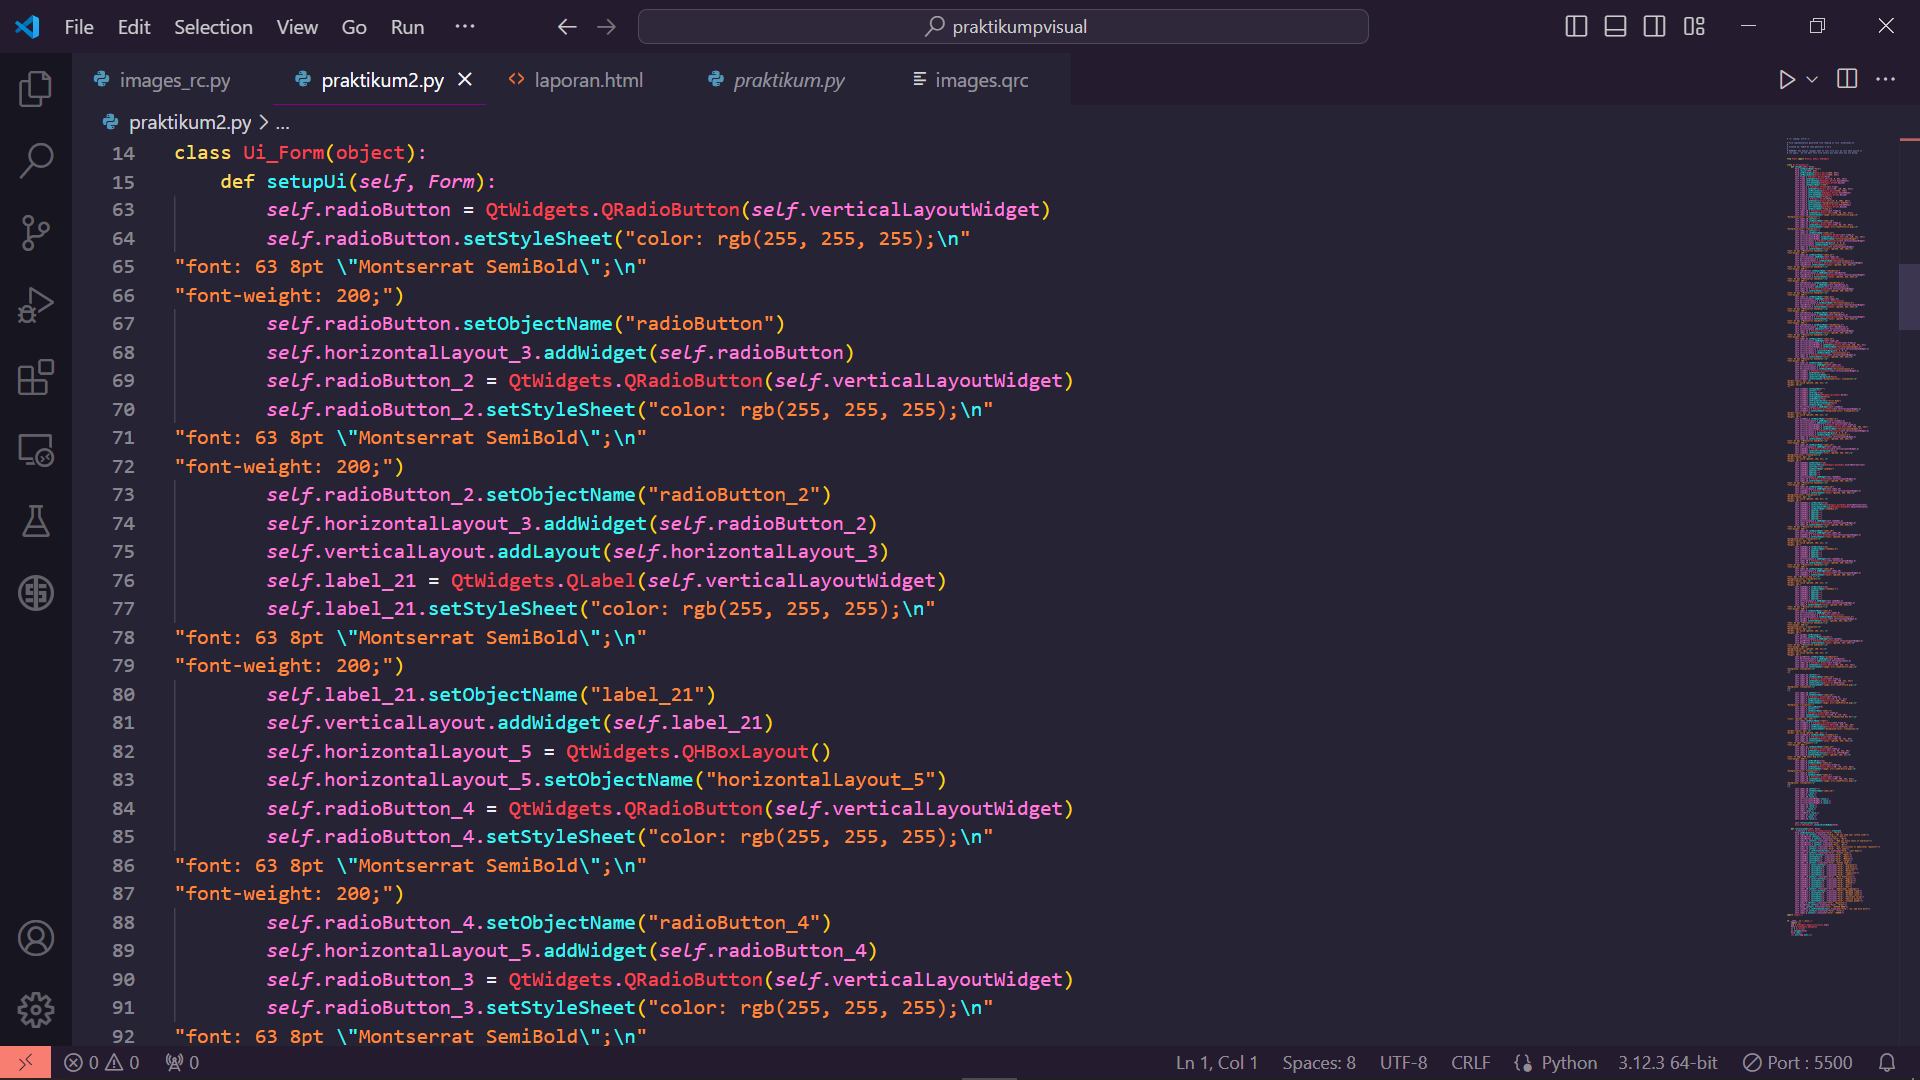 File Edit Selection View Go Run ··· praktikumpvisual
images_rc.py praktikum2.py laporan.html praktikum.py images.qrc
praktikum2.py > ...
14 class Ui_Form(object):
15 def setupUi(self, Form):
63 self.radioButton = QtWidgets.QRadioButton(self.verticalLayoutWidget)
64 self.radioButton.setStyleSheet("color: rgb(255, 255, 255);\n"
65 "font: 63 8pt \"Montserrat SemiBold\";\n"
66 "font-weight: 200;")
67 self.radioButton.setObjectName("radioButton")
68 self.horizontalLayout_3.addWidget(self.radioButton)
69 self.radioButton_2 = QtWidgets.QRadioButton(self.verticalLayoutWidget)
70 self.radioButton_2.setStyleSheet("color: rgb(255, 255, 255);\n"
71 "font: 63 8pt \"Montserrat SemiBold\";\n"
72 "font-weight: 200;")
73 self.radioButton_2.setObjectName("radioButton_2")
74 self.horizontalLayout_3.addWidget(self.radioButton_2)
75 self.verticalLayout.addLayout(self.horizontalLayout_3)
76 self.label_21 = QtWidgets.QLabel(self.verticalLayoutWidget)
77 self.label_21.setStyleSheet("color: rgb(255, 255, 255);\n"
78 "font: 63 8pt \"Montserrat SemiBold\";\n"
79 "font-weight: 200;")
80 self.label_21.setObjectName("label_21")
81 self.verticalLayout.addWidget(self.label_21)
82 self.horizontalLayout_5 = QtWidgets.QHBoxLayout()
83 self.horizontalLayout_5.setObjectName("horizontalLayout_5")
84 self.radioButton_4 = QtWidgets.QRadioButton(self.verticalLayoutWidget)
85 self.radioButton_4.setStyleSheet("color: rgb(255, 255, 255);\n"
86 "font: 63 8pt \"Montserrat SemiBold\";\n"
87 "font-weight: 200;")
88 self.radioButton_4.setObjectName("radioButton_4")
89 self.horizontalLayout_5.addWidget(self.radioButton_4)
90 self.radioButton_3 = QtWidgets.QRadioButton(self.verticalLayoutWidget)
91 self.radioButton_3.setStyleSheet("color: rgb(255, 255, 255);\n"
92 "font: 63 8pt \"Montserrat SemiBold\";\n"
0 0 0 Ln 1, Col 1 Spaces: 8 UTF-8 CRLF Python 3.12.3 64-bit Port : 5500